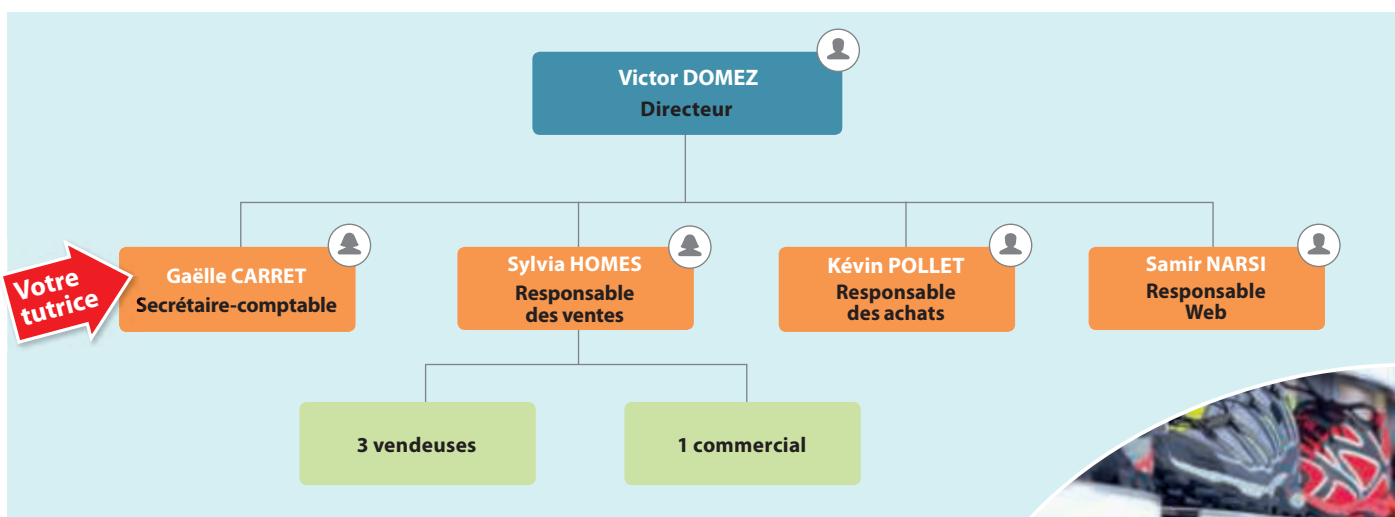 Victor DOMEZ
Directeur
Votre
tutrice
Gaëlle CARRET
Secrétaire-comptable
Sylvia HOMES
Responsable
des ventes
Kévin POLLET
Responsable
des achats
Samir NARSI
Responsable
Web
3 vendeuses
1 commercial